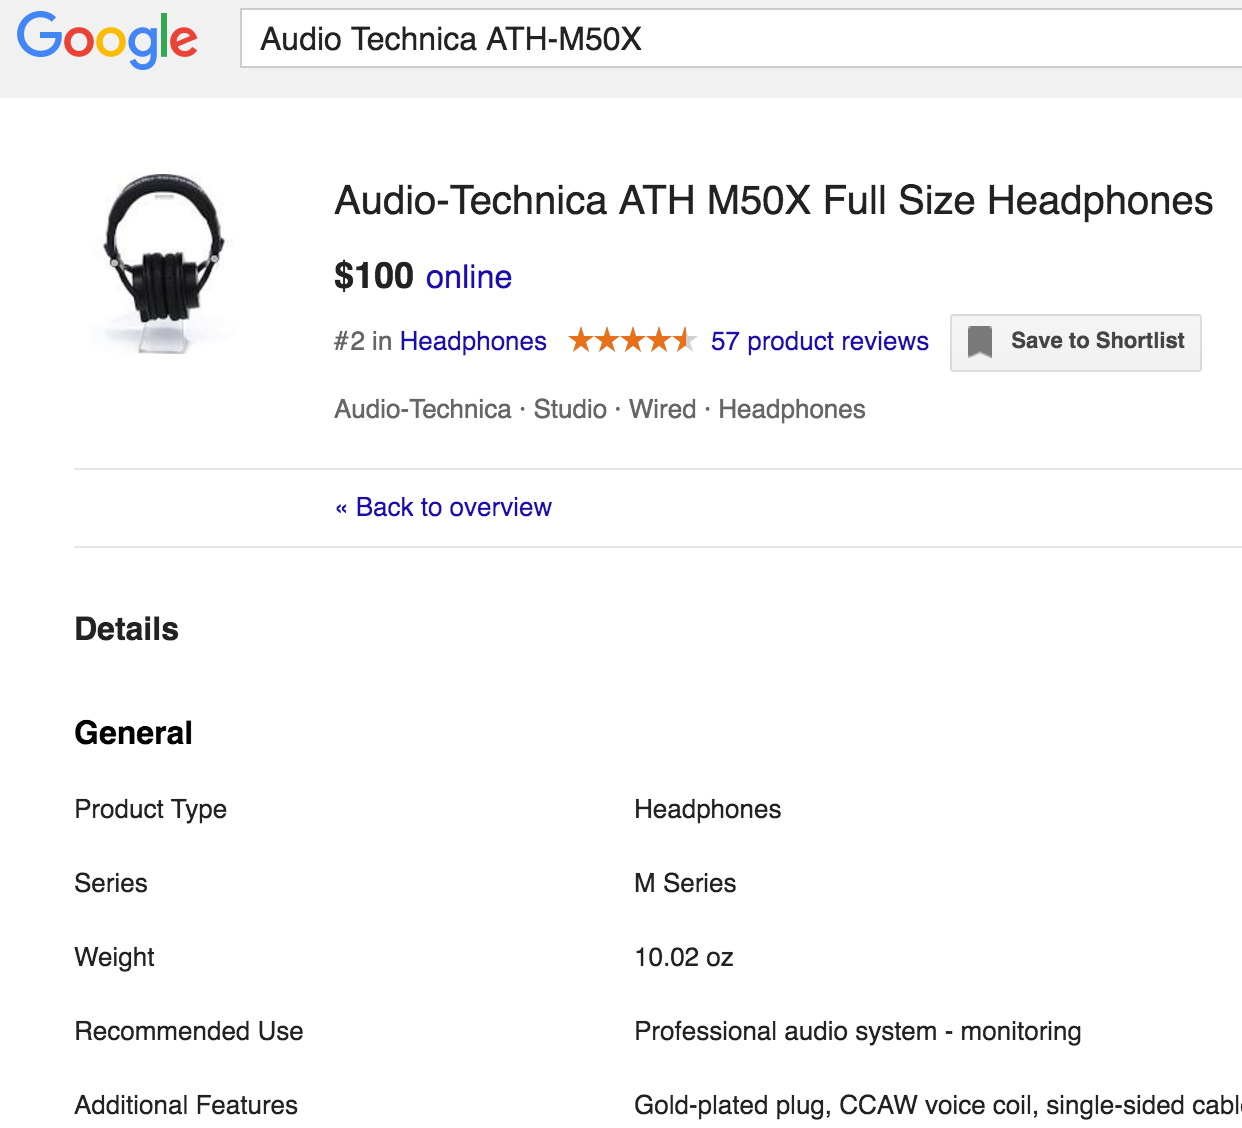 Google
Audio Technica ATH-M50X
Audio-Technica ATH M50X Full Size Headphones
$100 online
#2 in Headphones 57 product reviews Save to Shortlist
Audio-Technica · Studio · Wired · Headphones
« Back to overview
Details
General
Product Type Headphones
Series M Series
Weight 10.02 oz
Recommended Use Professional audio system - monitoring
Additional Features Gold-plated plug, CCAW voice coil, single-sided